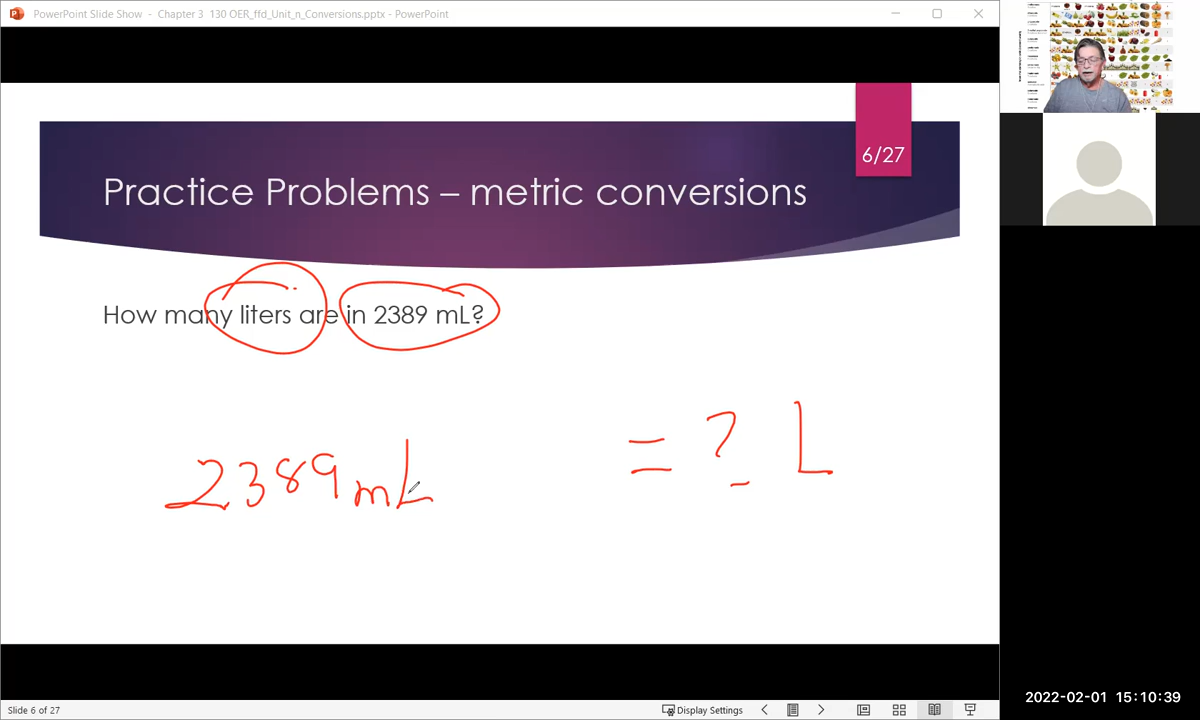 PowerPoint Slide Show - Chapter 3 130 OER_ffd_Unit_n_Conversions.pptx - PowerPoint
6/27
Practice Problems – metric conversions
How many liters are in 2389 mL?
2389 mL = ? L
Slide 6 of 27
Display Settings
2022-02-01 15:10:39